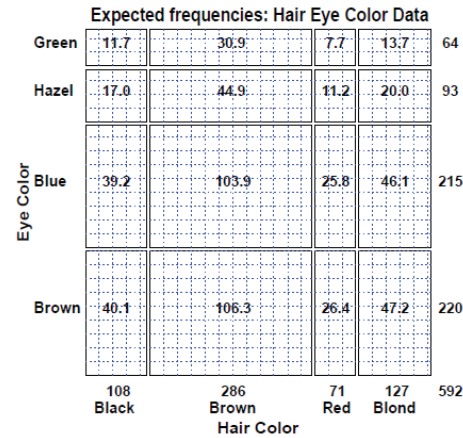 Expected frequencies: Hair Eye Color Data
Green 11.7 30.9 7.7 13.7 64
Hazel 17.0 44.9 11.2 20.0 93
Eye Color
Blue 39.2 103.9 25.8 46.1 215
Brown 40.1 106.3 26.4 47.2 220
108 286 71 127 592
Black Brown Red Blond
Hair Color